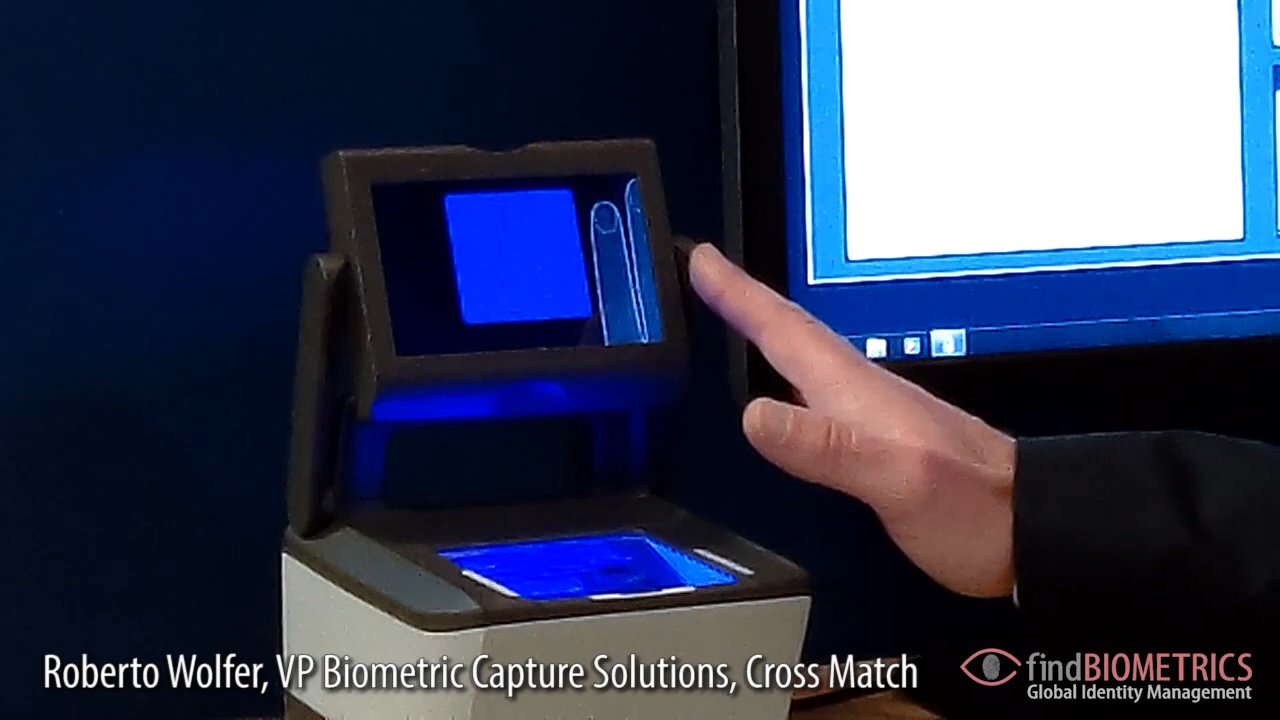 Roberto Wolfer, VP Biometric Capture Solutions, Cross Match
findBIOMETRICS
Global Identity Management